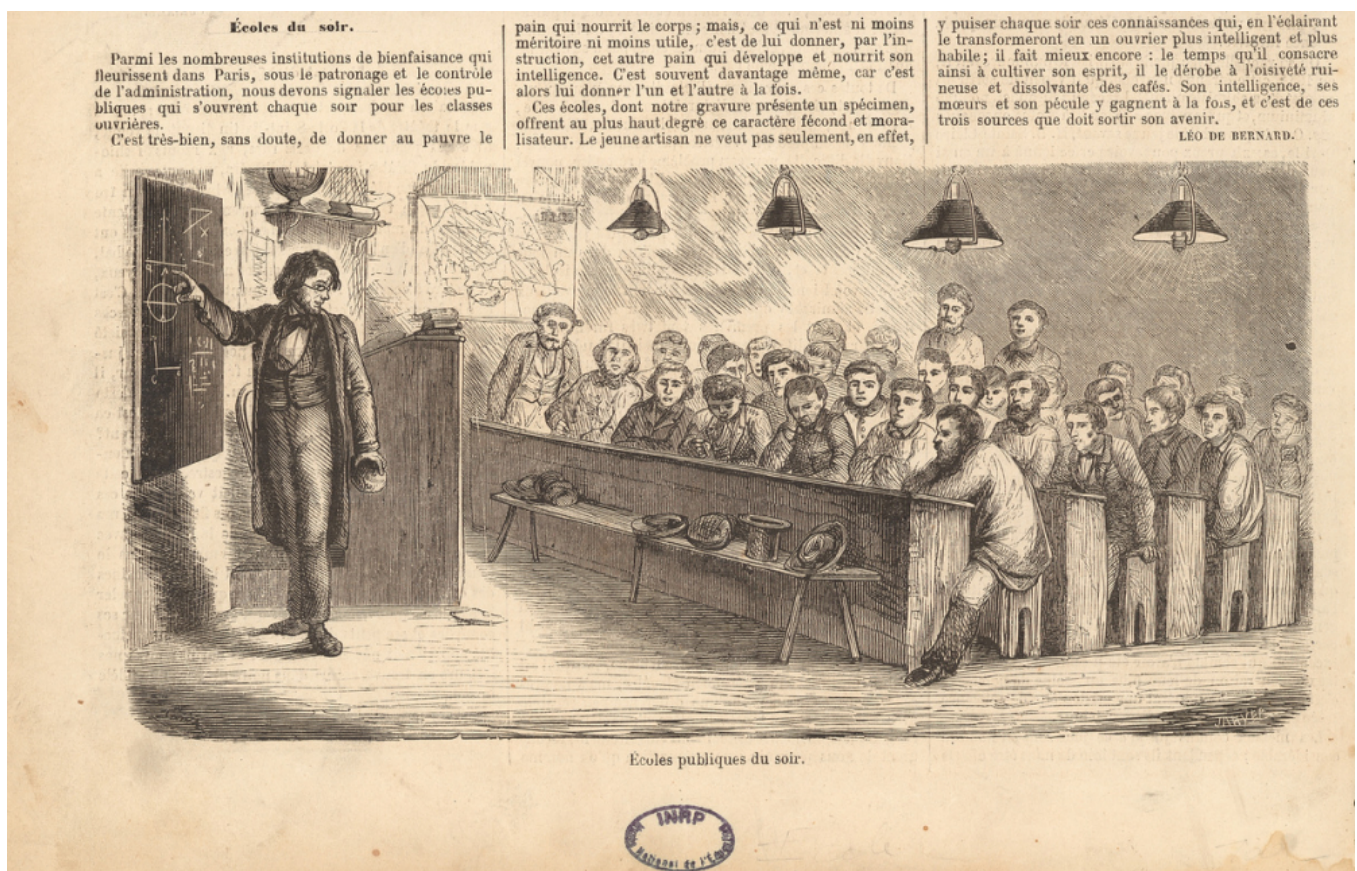 Écoles du soir.
Parmi les nombreuses institutions de bienfaisance qui
fleurissent dans Paris, sous le patronage et le contrôle
de l'administration, nous devons signaler les écoles pu-
bliques qui s'ouvrent chaque soir pour les classes
ouvrières.
C'est très-bien, sans doute, de donner au pauvre le
pain qui nourrit le corps ; mais, ce qui n'est ni moins
méritoire ni moins utile, c'est de lui donner, par l'in-
struction, cet autre pain qui développe et nourrit son
intelligence. C'est souvent davantage même, car c'est
alors lui donner l'un et l'autre à la fois.
Ces écoles, dont notre gravure présente un spécimen,
offrent au plus haut degré ce caractère fécond et mora-
lisateur. Le jeune artisan ne veut pas seulement, en effet,
y puiser chaque soir ces connaissances qui, en l'éclairant
le transformeront en un ouvrier plus intelligent et plus
habile ; il fait mieux encore : le temps qu'il consacre
ainsi à cultiver son esprit, il le dérobe à l'oisiveté rui-
neuse et dissolvante des cafés. Son intelligence, ses
mœurs et son pécule y gagnent à la fois, et c'est de ces
trois sources que doit sortir son avenir.
LÉO DE BERNARD.
Écoles publiques du soir.
INRP
National de l'Éducation